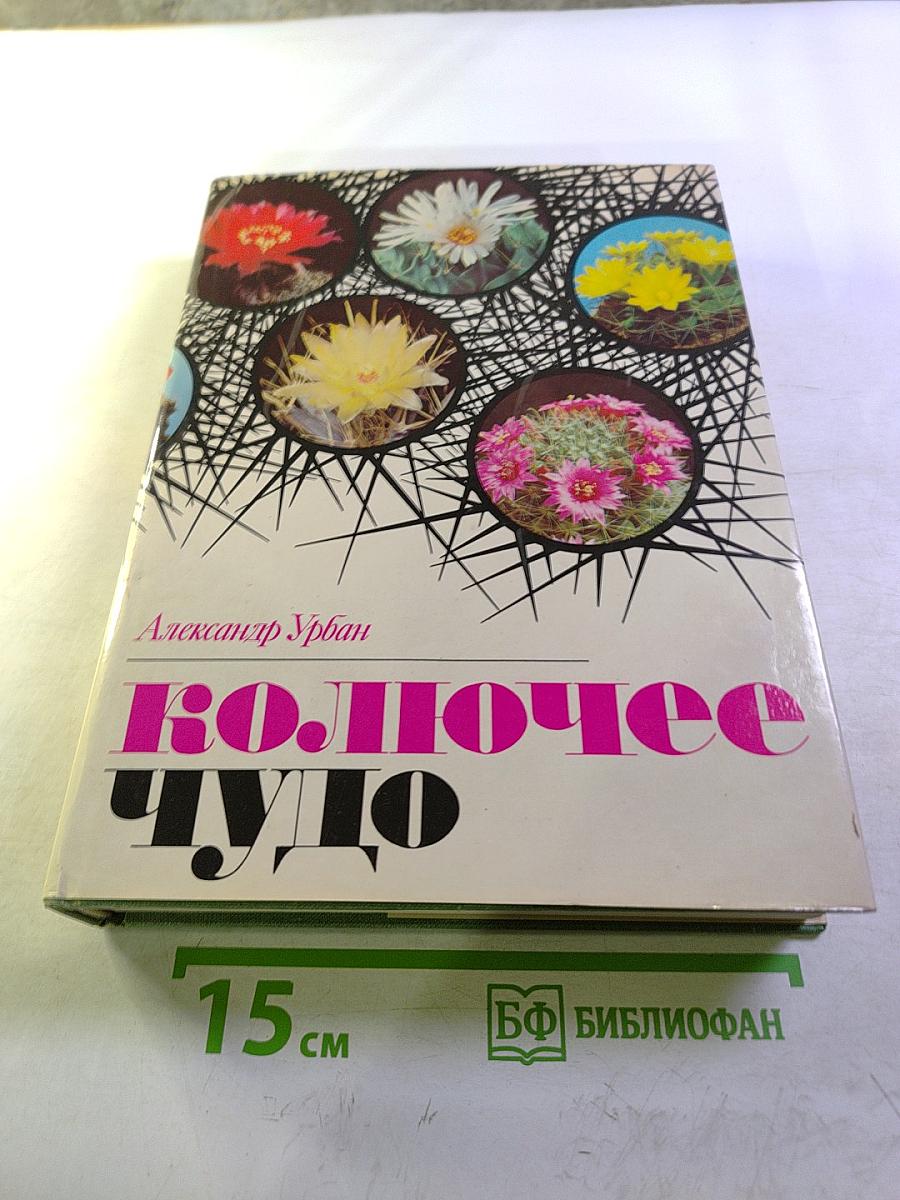 Александр Урбан
колючее
чудо
15 см
БФ БИБЛИОФАН